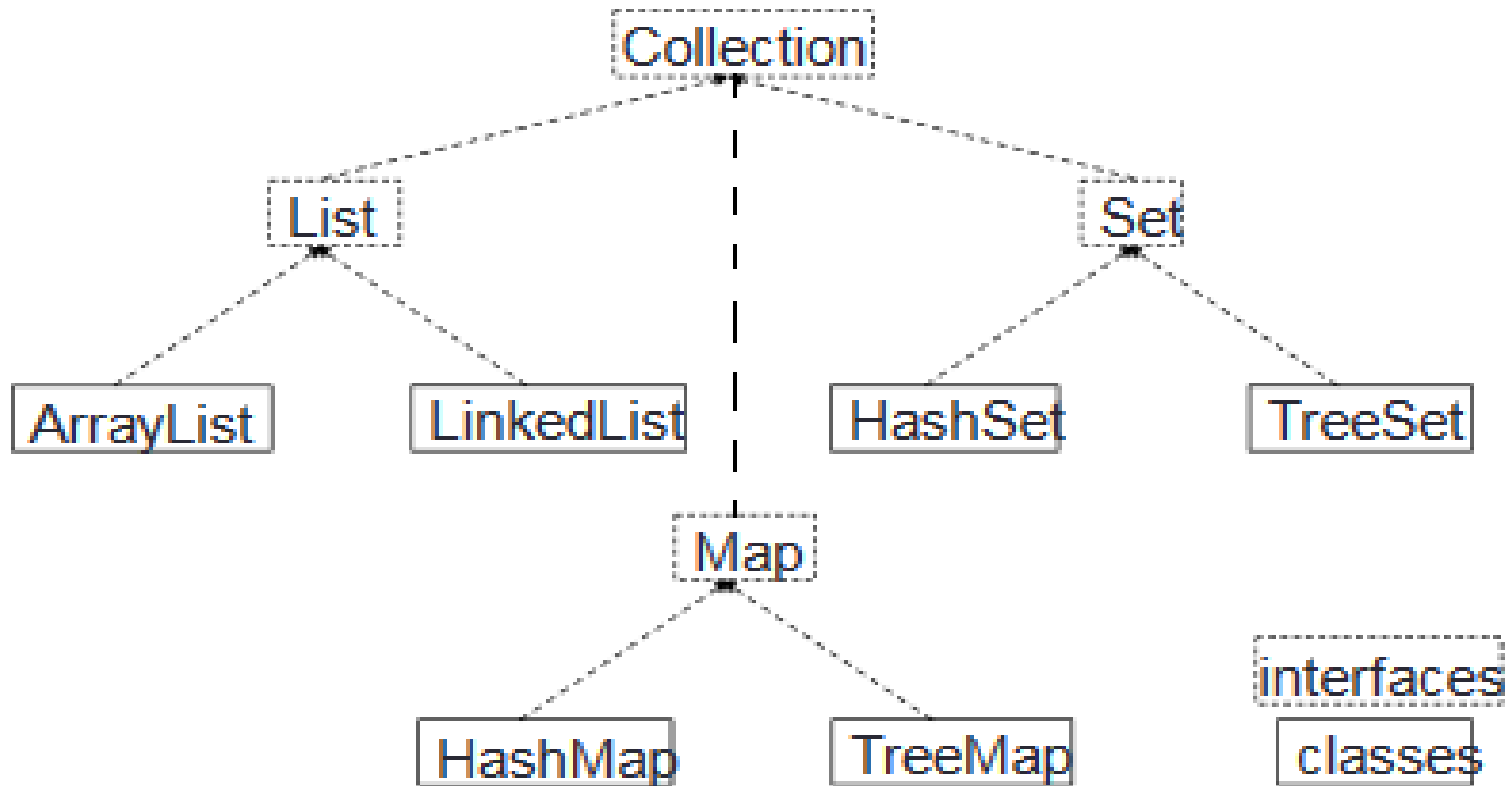 Collection
List
Set
ArrayList
LinkedList
HashSet
TreeSet
Map
interfaces
HashMap
TreeMap
classes